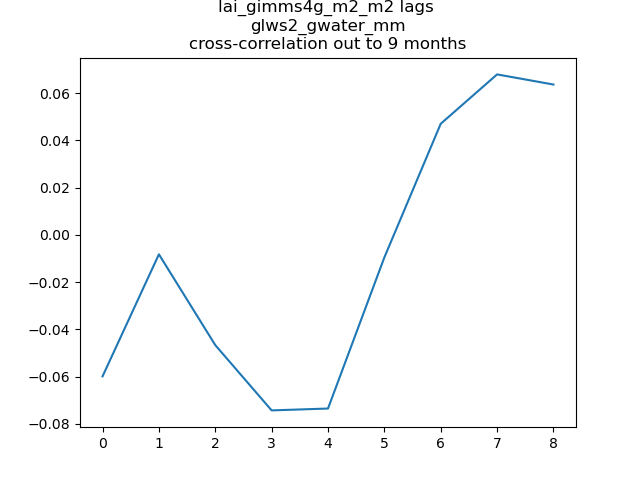 lai_gimms4g_m2_m2 lags
glws2_gwater_mm
cross-correlation out to 9 months
0.06
0.04
0.02
0.00
−0.02
−0.04
−0.06
−0.08
0 1 2 3 4 5 6 7 8